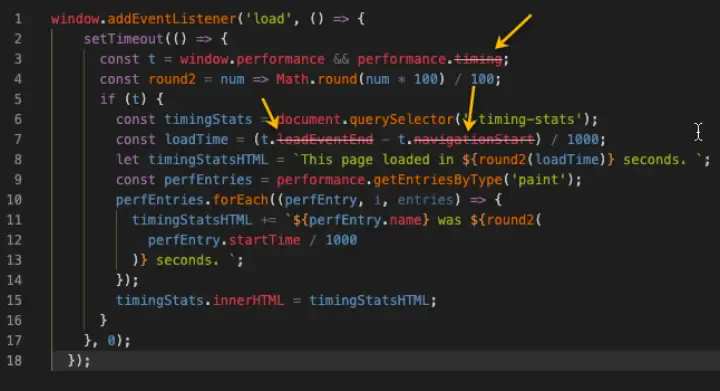 1 window.addEventListener('load', () => {
2 setTimeout(() => {
3 const t = window.performance && performance.timing;
4 const round2 = num => Math.round(num * 100) / 100;
5 if (t) {
6 const timingStats = document.querySelector('.timing-stats');
7 const loadTime = (t.loadEventEnd - t.navigationStart) / 1000;
8 let timingStatsHTML = `This page loaded in ${round2(loadTime)} seconds. `;
9 const perfEntries = performance.getEntriesByType('paint');
10 perfEntries.forEach((perfEntry, i, entries) => {
11 timingStatsHTML += `${perfEntry.name} was ${round2(
12 perfEntry.startTime / 1000
13 )} seconds. `;
14 });
15 timingStats.innerHTML = timingStatsHTML;
16 }
17 }, 0);
18 });